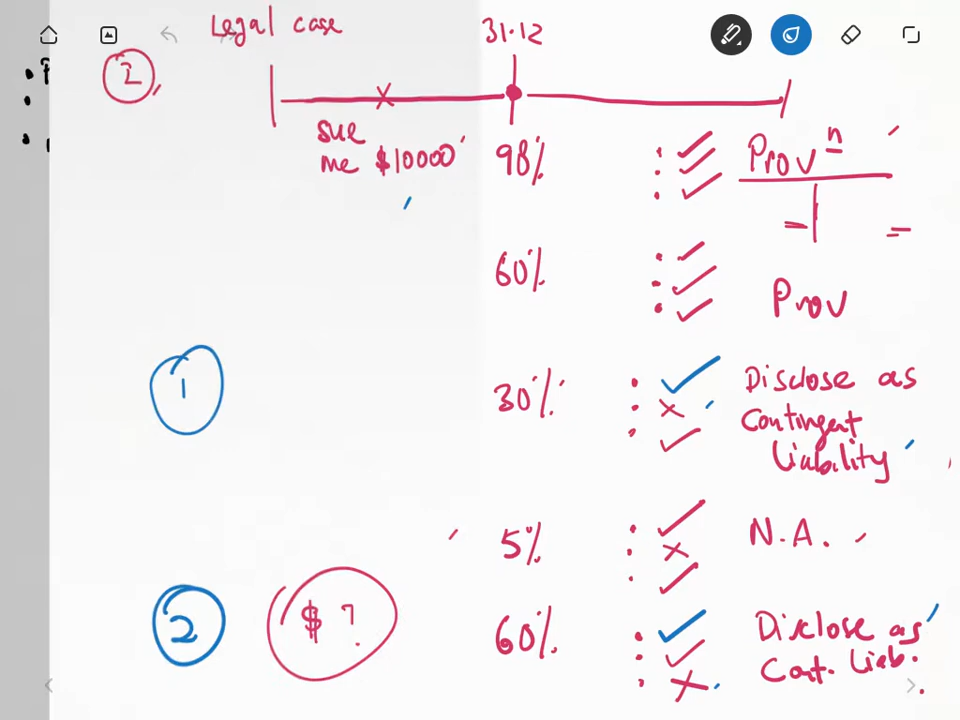 Legal case
31.12
2
sue
me $10000
98%
Provⁿ
60%
Prov
1
30%
Disclose as
Contingent
Liability
5%
N.A.
2
$ ?
60%
Disclose as
Cont. Liab.